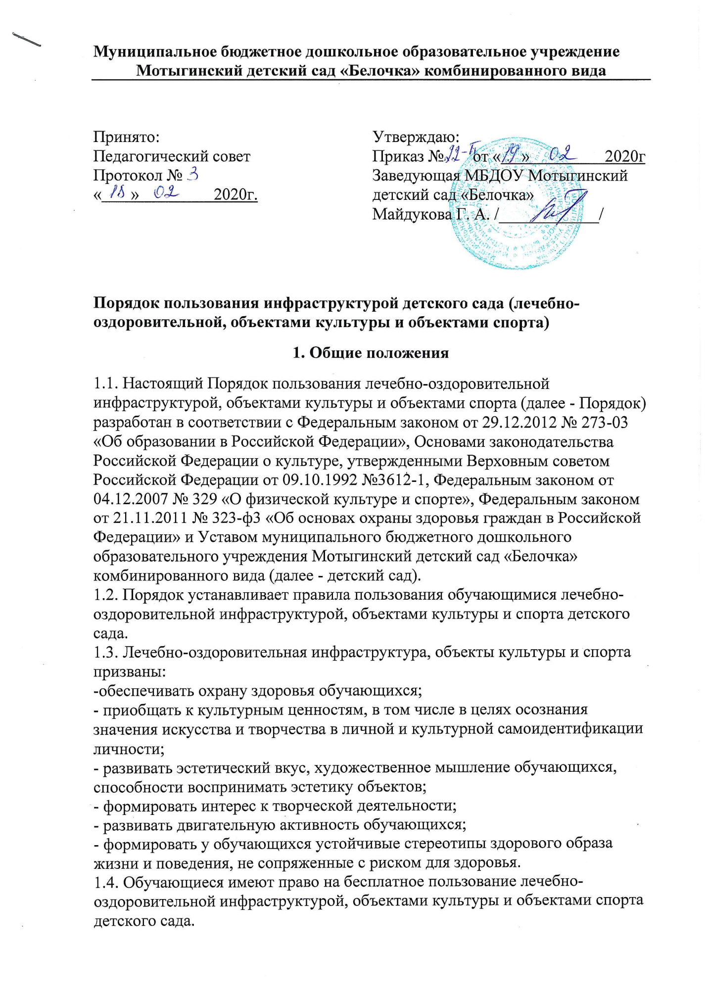 Муниципальное бюджетное дошкольное образовательное учреждение
Мотыгинский детский сад «Белочка» комбинированного вида
Принято:
Педагогический совет
Протокол № 3
« 18 » 02 2020г.
Утверждаю:
Приказ № 22-П от « 19 » 02 2020г
Заведующая МБДОУ Мотыгинский
детский сад «Белочка»
Майдукова Г. А. / /
Порядок пользования инфраструктурой детского сада (лечебно-
оздоровительной, объектами культуры и объектами спорта)
1. Общие положения
1.1. Настоящий Порядок пользования лечебно-оздоровительной
инфраструктурой, объектами культуры и объектами спорта (далее - Порядок)
разработан в соответствии с Федеральным законом от 29.12.2012 № 273-03
«Об образовании в Российской Федерации», Основами законодательства
Российской Федерации о культуре, утвержденными Верховным советом
Российской Федерации от 09.10.1992 №3612-1, Федеральным законом от
04.12.2007 № 329 «О физической культуре и спорте», Федеральным законом
от 21.11.2011 № 323-ф3 «Об основах охраны здоровья граждан в Российской
Федерации» и Уставом муниципального бюджетного дошкольного
образовательного учреждения Мотыгинский детский сад «Белочка»
комбинированного вида (далее - детский сад).
1.2. Порядок устанавливает правила пользования обучающимися лечебно-
оздоровительной инфраструктурой, объектами культуры и спорта детского
сада.
1.3. Лечебно-оздоровительная инфраструктура, объекты культуры и спорта
призваны:
-обеспечивать охрану здоровья обучающихся;
- приобщать к культурным ценностям, в том числе в целях осознания
значения искусства и творчества в личной и культурной самоидентификации
личности;
- развивать эстетический вкус, художественное мышление обучающихся,
способности воспринимать эстетику объектов;
- формировать интерес к творческой деятельности;
- развивать двигательную активность обучающихся;
- формировать у обучающихся устойчивые стереотипы здорового образа
жизни и поведения, не сопряженные с риском для здоровья.
1.4. Обучающиеся имеют право на бесплатное пользование лечебно-
оздоровительной инфраструктурой, объектами культуры и объектами спорта
детского сада.